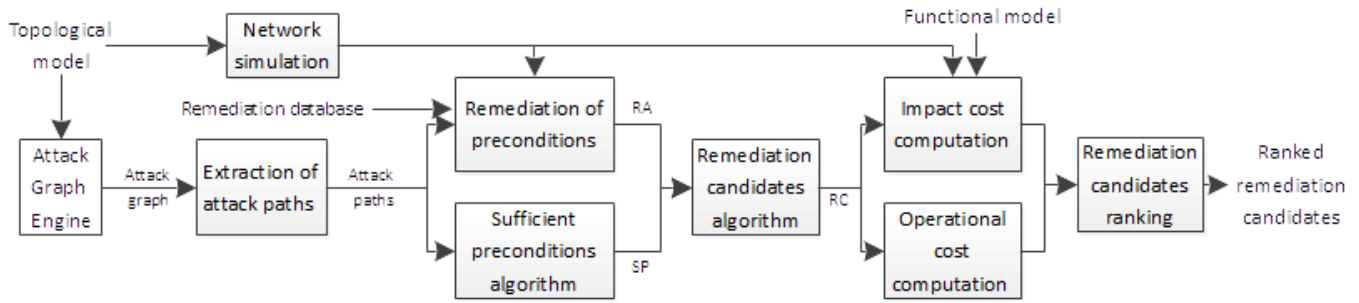 Topological
model
Network
simulation
Functional model
Remediation database
Remediation of
preconditions
RA
Impact cost
computation
Attack
Graph
Engine
Attack
graph
Extraction of
attack paths
Attack
paths
Remediation
candidates
algorithm
RC
Remediation
candidates
ranking
Ranked
remediation
candidates
Sufficient
preconditions
algorithm
SP
Operational
cost
computation